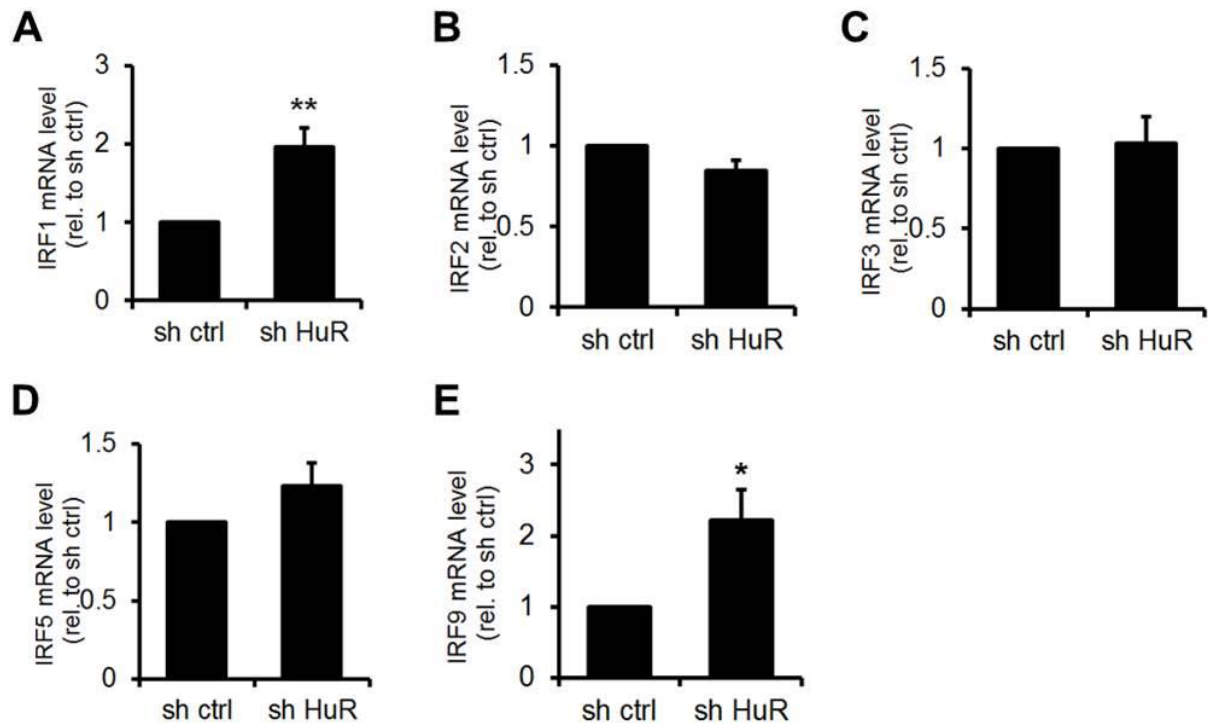 A
IRF1 mRNA level
(rel. to sh ctrl)
3
2
1
0
**
sh ctrl sh HuR
B
IRF2 mRNA level
(rel. to sh ctrl)
1.5
1
0.5
0
sh ctrl sh HuR
C
IRF3 mRNA level
(rel. to sh ctrl)
1.5
1
0.5
0
sh ctrl sh HuR
D
IRF5 mRNA level
(rel. to sh ctrl)
1.5
1
0.5
0
sh ctrl sh HuR
E
IRF9 mRNA level
(rel. to sh ctrl)
3
2
1
0
*
sh ctrl sh HuR